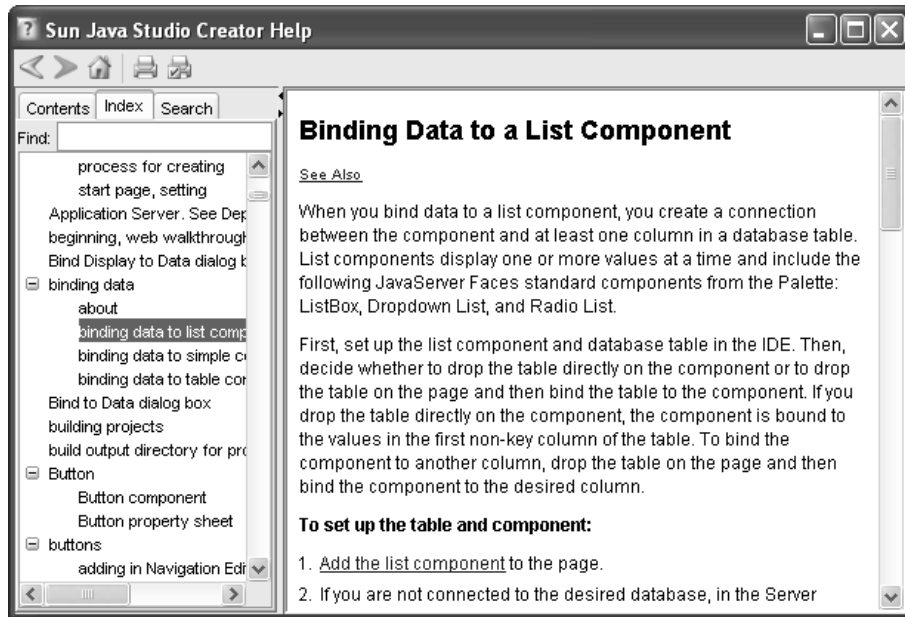 Sun Java Studio Creator Help
Contents Index Search
Find:
process for creating
start page, setting
Application Server. See Dep
beginning, web walkthrough
Bind Display to Data dialog b
binding data
about
binding data to list comp
binding data to simple c
binding data to table cor
Bind to Data dialog box
building projects
build output directory for pro
Button
Button component
Button property sheet
buttons
adding in Navigation Edi
Binding Data to a List Component
See Also
When you bind data to a list component, you create a connection
between the component and at least one column in a database table.
List components display one or more values at a time and include the
following JavaServer Faces standard components from the Palette:
ListBox, Dropdown List, and Radio List.
First, set up the list component and database table in the IDE. Then,
decide whether to drop the table directly on the component or to drop
the table on the page and then bind the table to the component. If you
drop the table directly on the component, the component is bound to
the values in the first non-key column of the table. To bind the
component to another column, drop the table on the page and then
bind the component to the desired column.
To set up the table and component:
1. Add the list component to the page.
2. If you are not connected to the desired database, in the Server